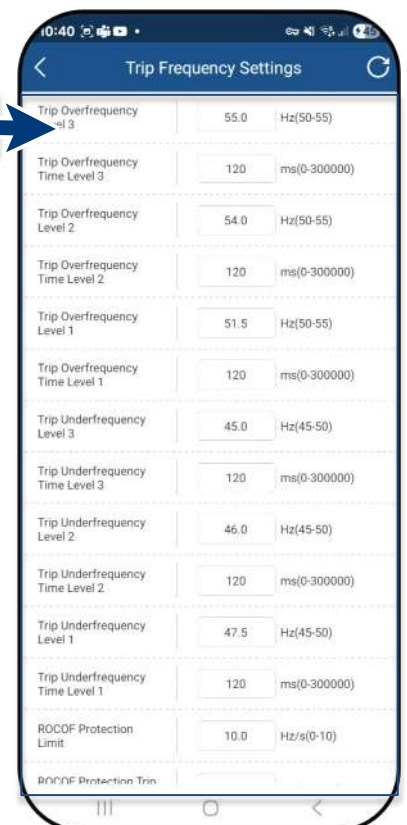 10:40
Trip Frequency Settings
Trip Overfrequency
55.0 Hz(50-55)
3
Trip Overfrequency
120 ms(0-300000)
Time Level 3
Trip Overfrequency
54.0 Hz(50-55)
Level 2
Trip Overfrequency
120 ms(0-300000)
Time Level 2
Trip Overfrequency
51.5 Hz(50-55)
Level 1
Trip Overfrequency
120 ms(0-300000)
Time Level 1
Trip Underfrequency
45.0 Hz(45-50)
Level 3
Trip Underfrequency
120 ms(0-300000)
Time Level 3
Trip Underfrequency
46.0 Hz(45-50)
Level 2
Trip Underfrequency
120 ms(0-300000)
Time Level 2
Trip Underfrequency
47.5 Hz(45-50)
Level 1
Trip Underfrequency
120 ms(0-300000)
Time Level 1
ROCOF Protection
10.0 Hz/s(0-10)
Limit
ROCOF Protection Trip